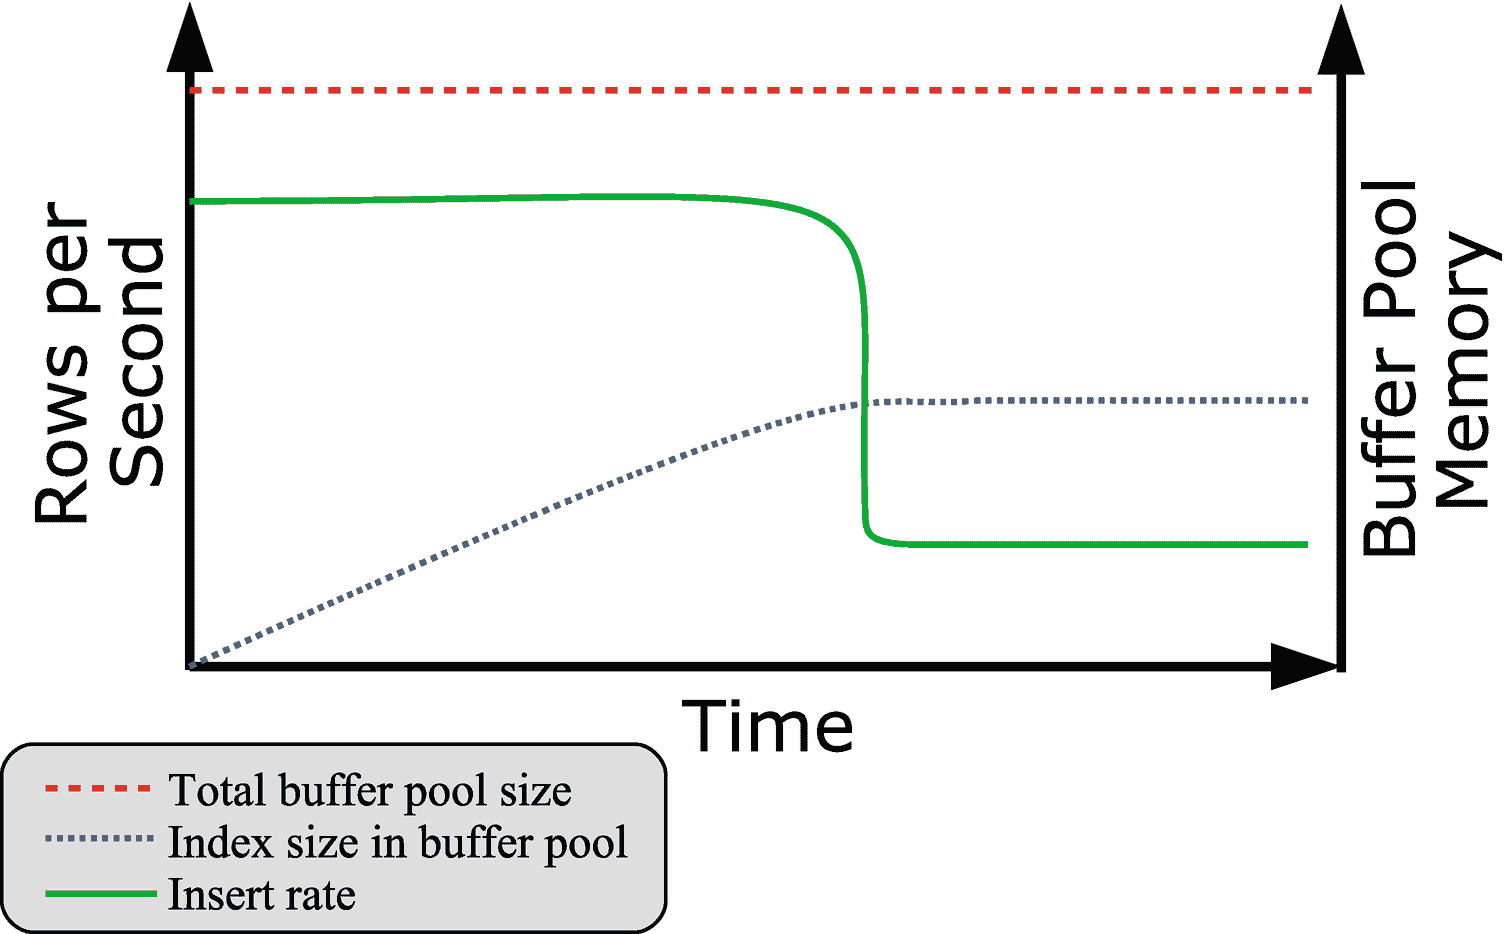 Rows per
Second
Buffer Pool
Memory
Time
Total buffer pool size
Index size in buffer pool
Insert rate